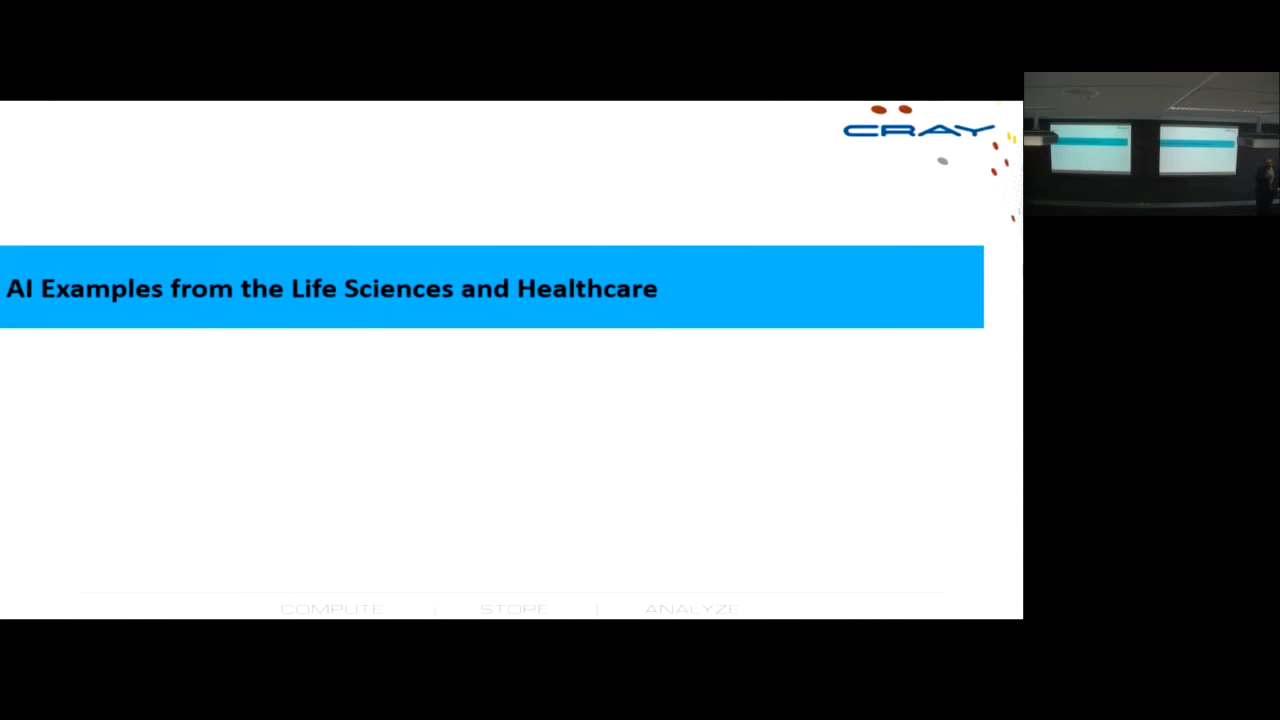 CRAY
AI Examples from the Life Sciences and Healthcare
COMPUTE | STORE | ANALYZE